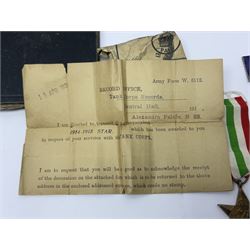 Army Form W. 5112.
RECORD OFFICE,
Tank Corps Records,
Central Hall, 191
Alexandra Palace, N 22.
I am directed to transmit the accompanying
1914-1915 STAR which has been awarded to you
in respect of your services with the TANK CORPS.
I am to request that you will be good enough to acknowledge the receipt
of the decoration on the attached form which is to be returned to the above
address in the enclosed addressed envelope, which needs no stamp.